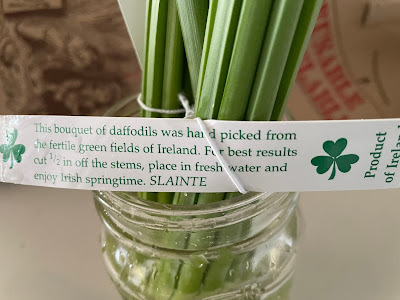 This bouquet of daffodils was hand picked from
the fertile green fields of Ireland. For best results
cut 1/2 in off the stems, place in fresh water and
enjoy Irish springtime. SLAINTE
Product
of Ireland